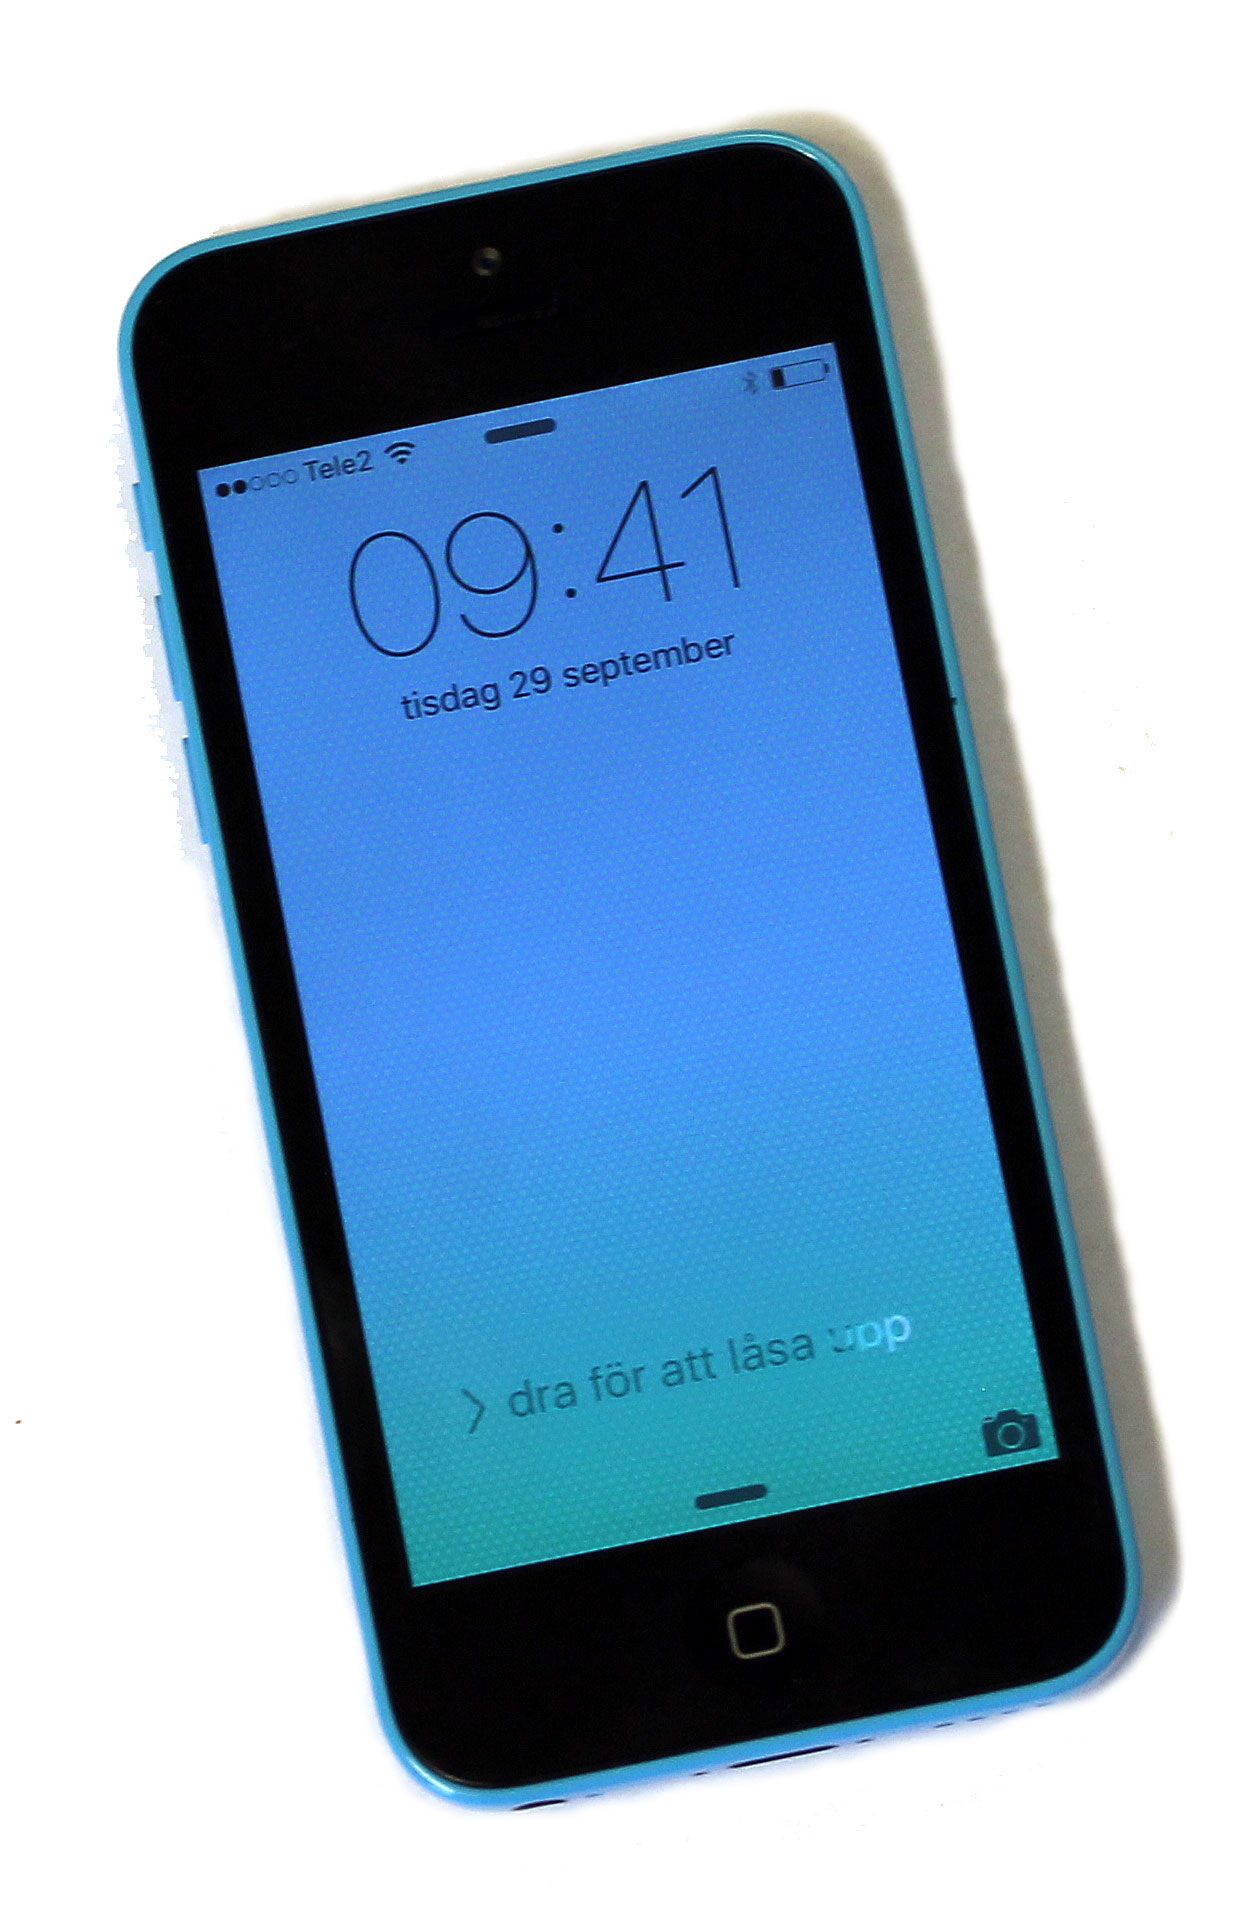 Tele2
09:41
tisdag 29 september
dra för att låsa upp